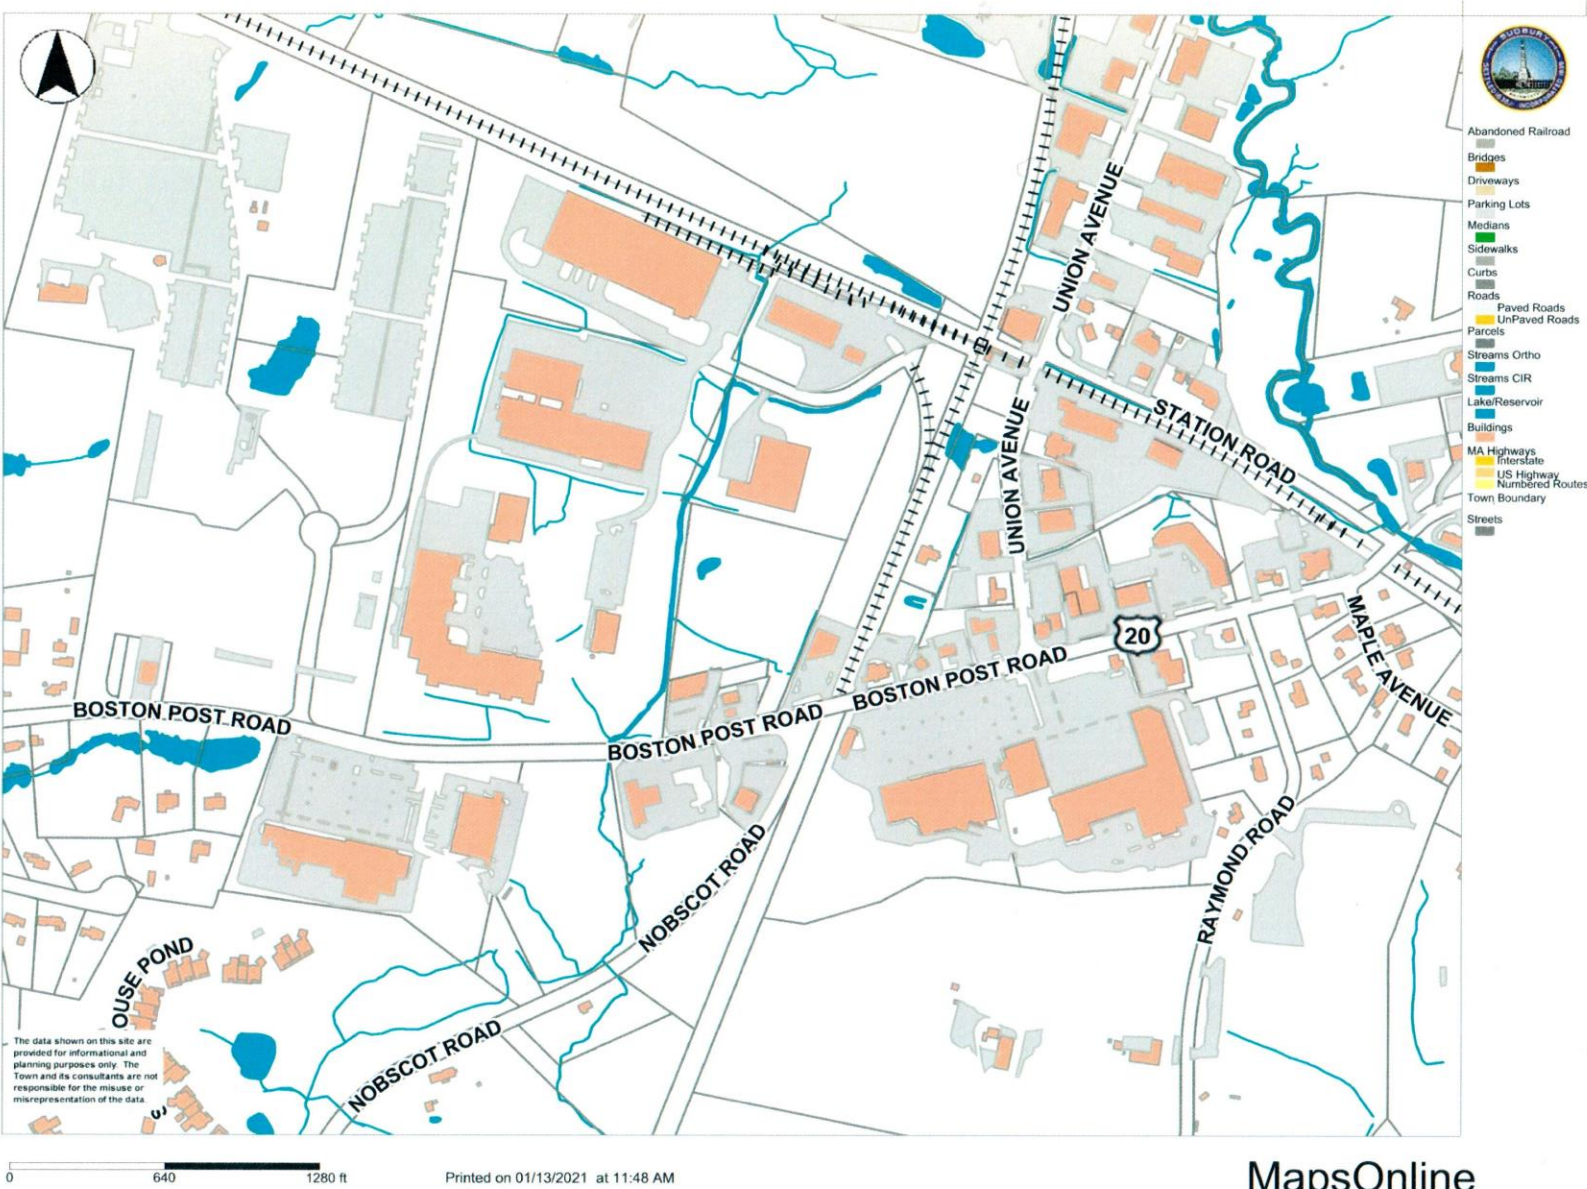 UNION AVENUE
UNION AVENUE
STATION ROAD
20
MAPLE AVENUE
BOSTON POST ROAD
BOSTON POST ROAD
BOSTON POST ROAD
NOBSCOT ROAD
RAYMOND ROAD
OUSE POND
NOBSCOT ROAD
The data shown on this site are
provided for informational and
planning purposes only. The
Town and its consultants are not
responsible for the misuse or
misrepresentation of the data.
S
SUDBURY
Abandoned Railroad
Bridges
Driveways
Parking Lots
Medians
Sidewalks
Curbs
Roads
Paved Roads
UnPaved Roads
Parcels
Streams Ortho
Streams CIR
Lake/Reservoir
Buildings
MA Highways
Interstate
US Highway
Numbered Routes
Town Boundary
Streets
0 640 1280 ft
Printed on 01/13/2021 at 11:48 AM
MapsOnline